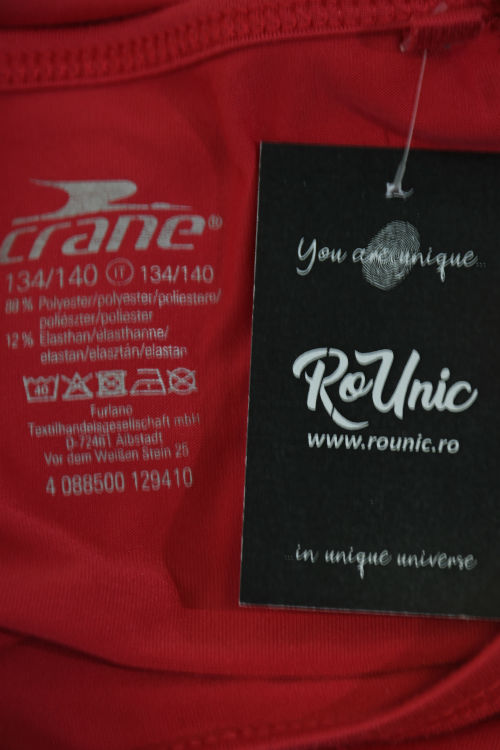 crane®
134/140 IT 134/140
88 % Polyester/polyester/poliestere/
poliészter/poliester
12 % Elasthan/elasthanne/
elastan/elasztán/elastan
40
Furlano
Textilhandelsgesellschaft mbH
D-72461 Albstadt
Vor dem Weißen Stein 25
4 088500 129410
You are unique...
RoUnic
www.rounic.ro
...in unique universe